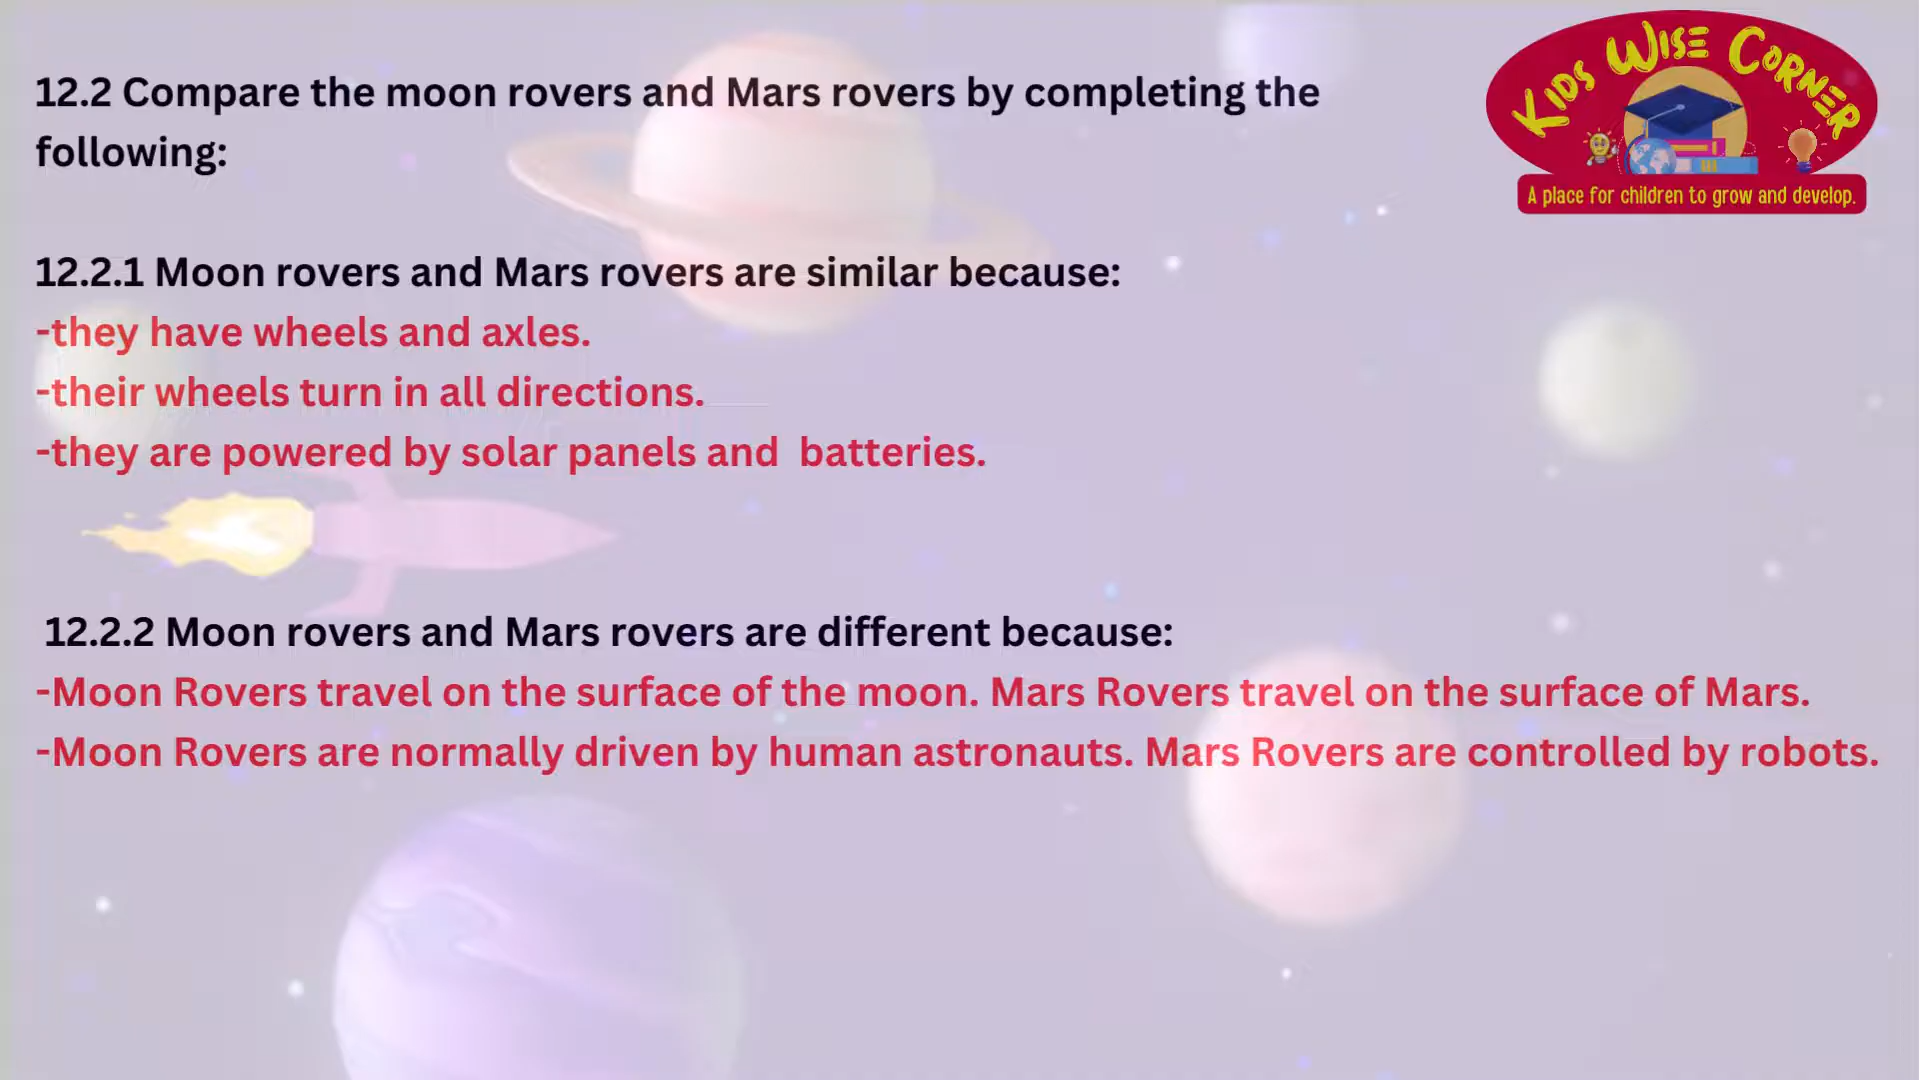 KIDS WISE CORNER
A place for children to grow and develop.
12.2 Compare the moon rovers and Mars rovers by completing the
following:
12.2.1 Moon rovers and Mars rovers are similar because:
-they have wheels and axles.
-their wheels turn in all directions.
-they are powered by solar panels and  batteries.
12.2.2 Moon rovers and Mars rovers are different because:
-Moon Rovers travel on the surface of the moon. Mars Rovers travel on the surface of Mars.
-Moon Rovers are normally driven by human astronauts. Mars Rovers are controlled by robots.